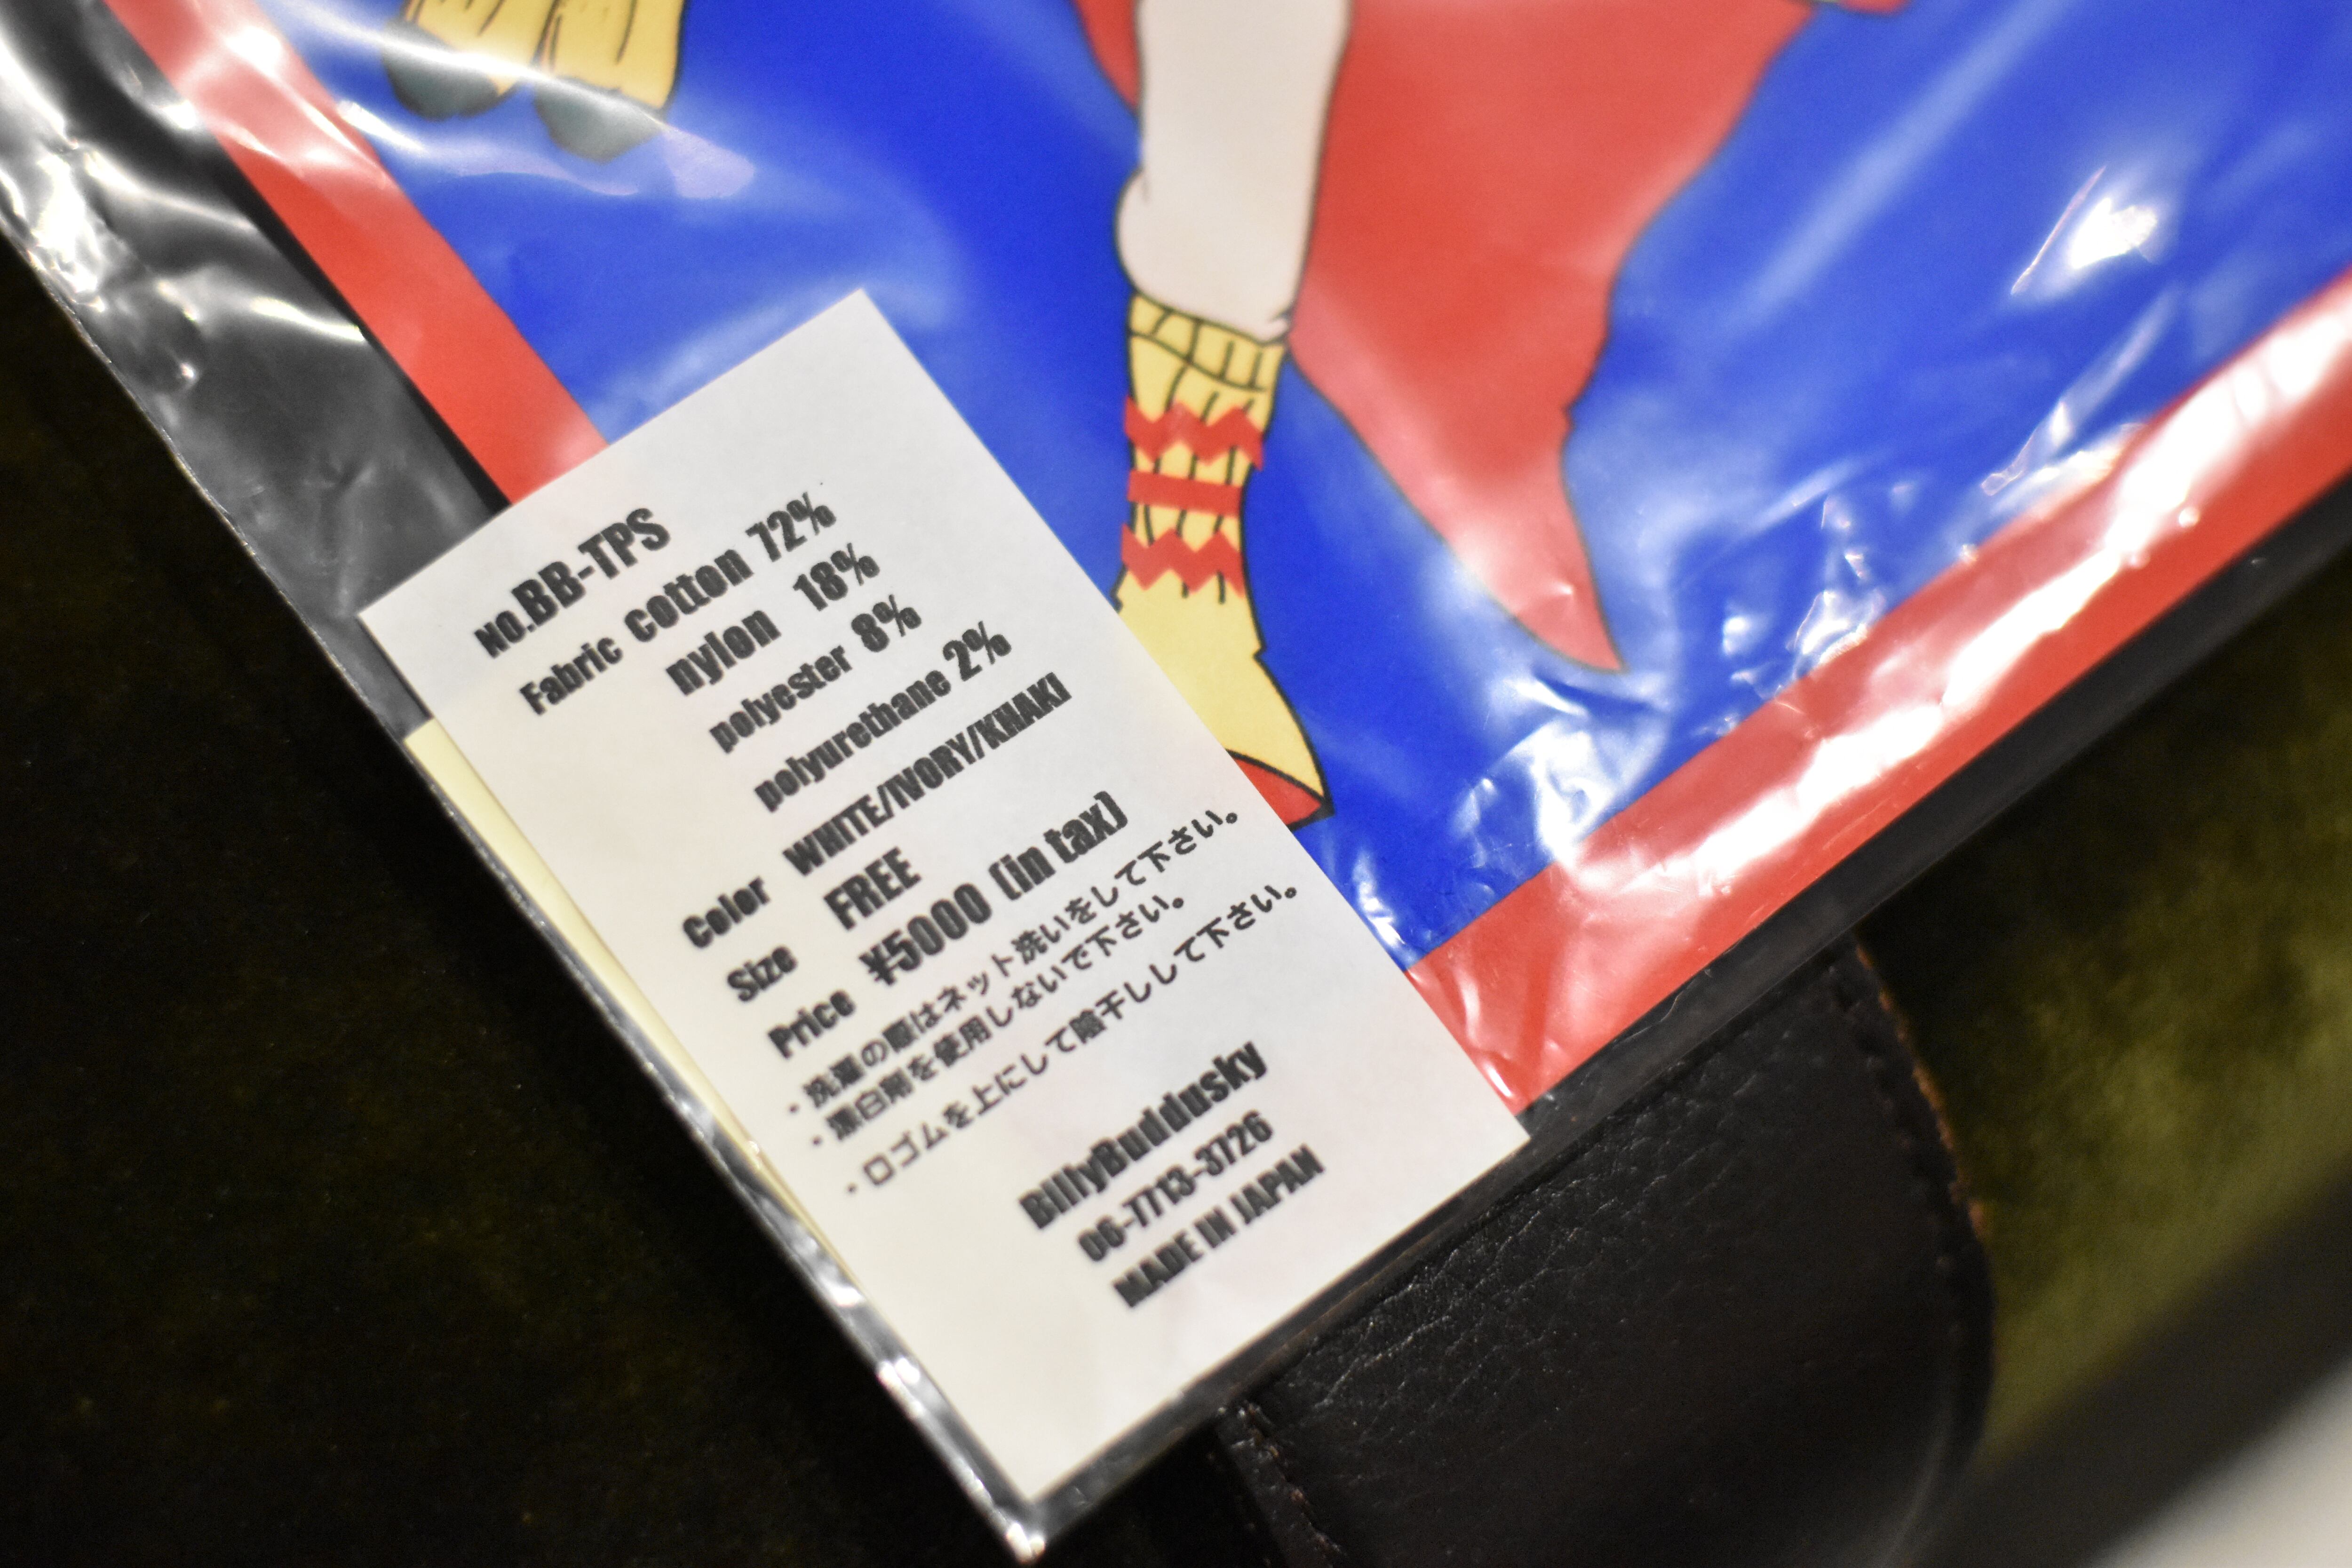 NO.BB-TPS
Fabric cotton 72%
nylon 18%
polyester 8%
polyurethane 2%
Color WHITE/IVORY/KHAKI
Size FREE
Price ¥5000 (in tax)
・洗濯の際はネット洗いをして下さい。
・漂白剤を使用しないで下さい。
・口ゴムを上にして陰干しして下さい。
BillyBuddusky
06-7713-3726
MADE IN JAPAN